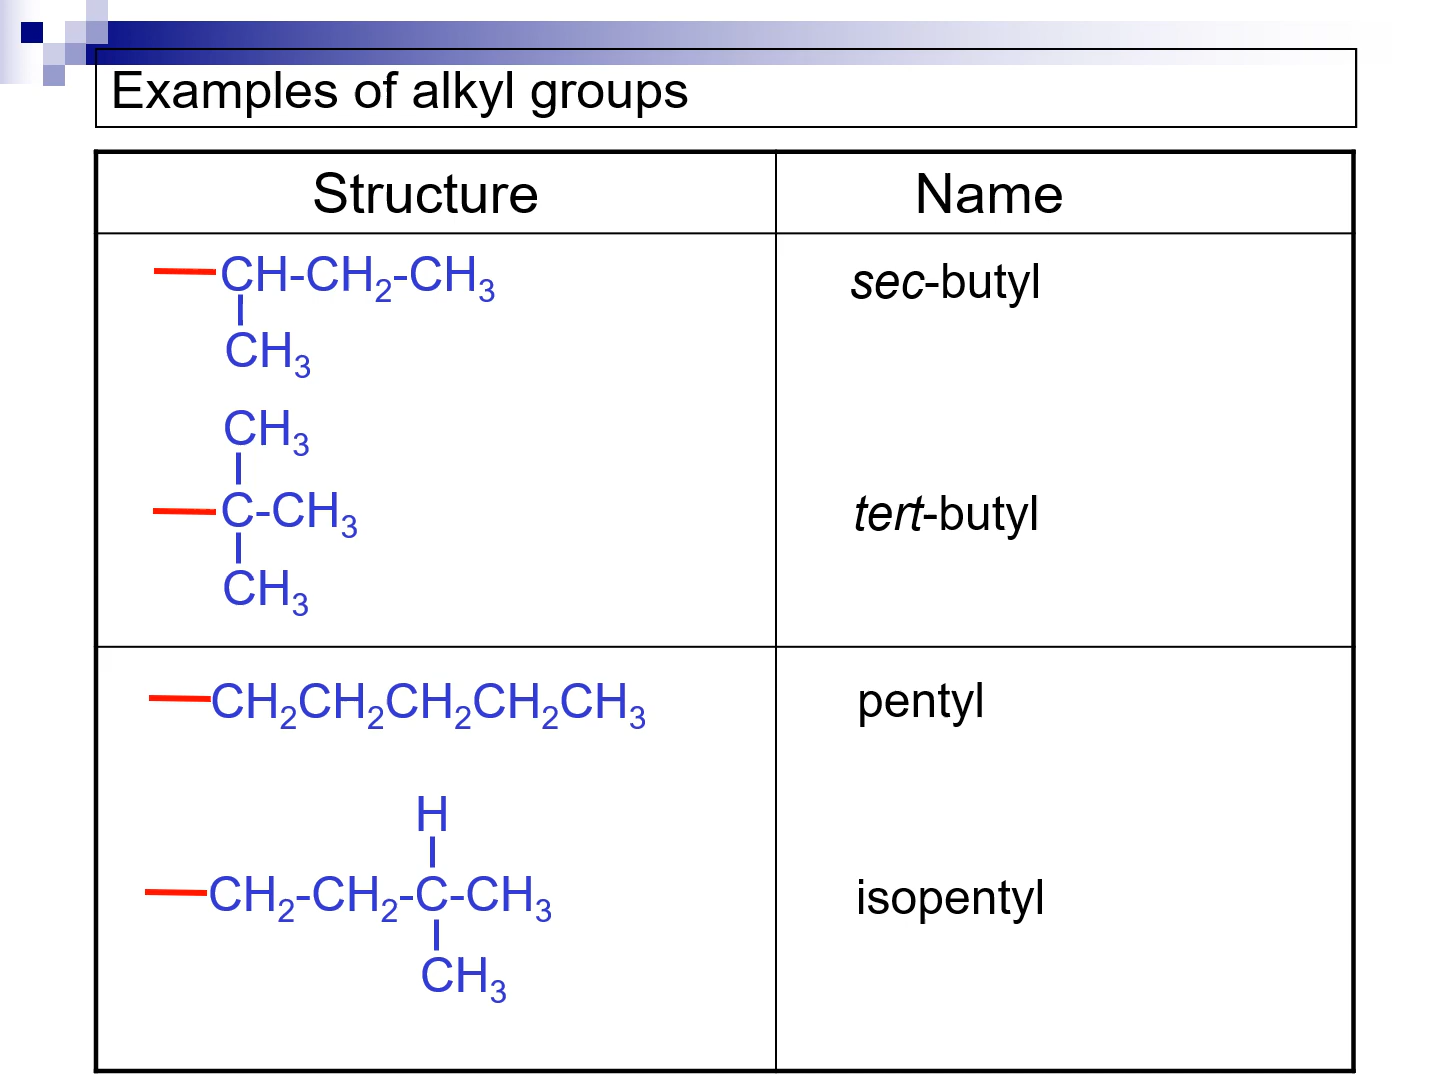 Examples of alkyl groups
Structure Name
CH-CH₂-CH₃ sec-butyl
CH₃
CH₃
C-CH₃ tert-butyl
CH₃
CH₂CH₂CH₂CH₂CH₃ pentyl
H
CH₂-CH₂-C-CH₃ isopentyl
CH₃